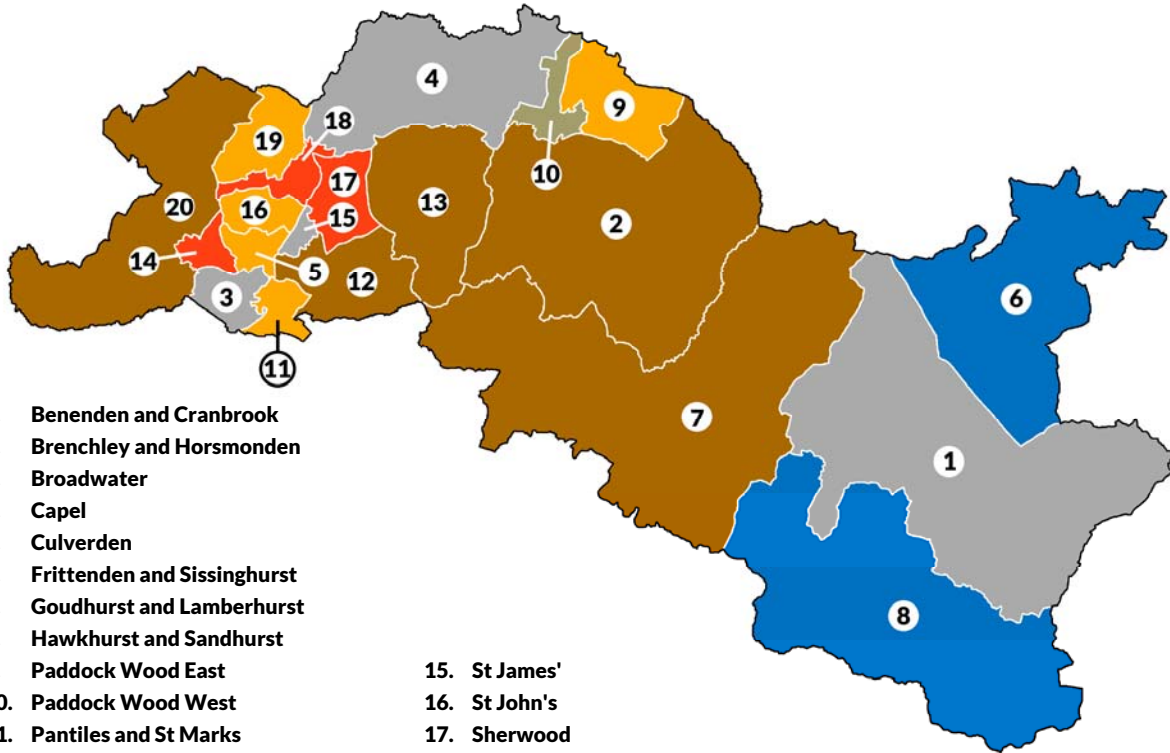 4
9
18
19
10
17
13
20
16
15
2
14
5
12
3
6
11
7
1
8
Benenden and Cranbrook
Brenchley and Horsmonden
Broadwater
Capel
Culverden
Frittenden and Sissinghurst
Goudhurst and Lamberhurst
Hawkhurst and Sandhurst
Paddock Wood East
0. Paddock Wood West
1. Pantiles and St Marks
15. St James'
16. St John's
17. Sherwood